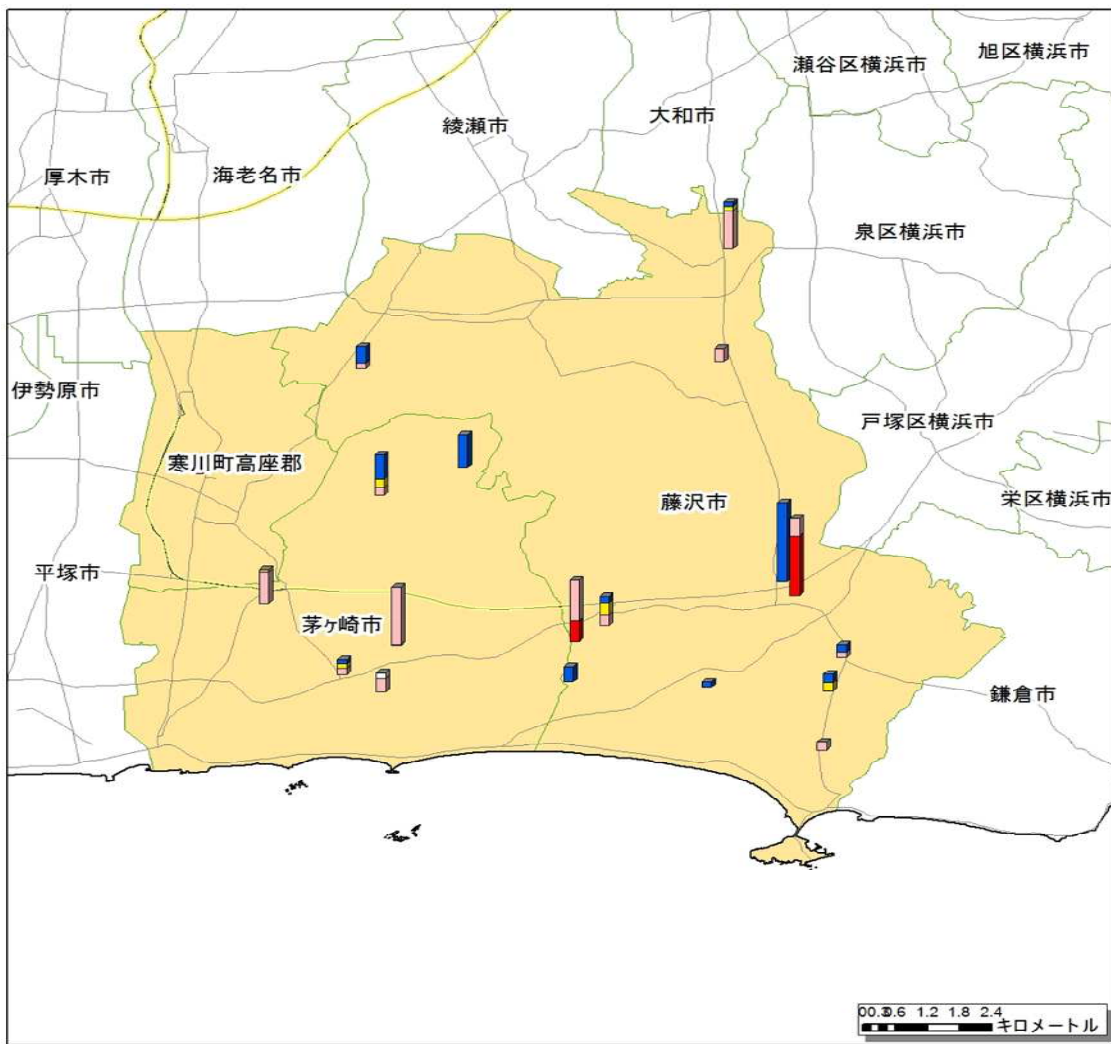 旭区横浜市
瀬谷区横浜市
大和市
綾瀬市
海老名市
厚木市
泉区横浜市
伊勢原市
戸塚区横浜市
寒川町高座郡
藤沢市
栄区横浜市
平塚市
茅ヶ崎市
鎌倉市
00.30.6 1.2 1.8 2.4
キロメートル